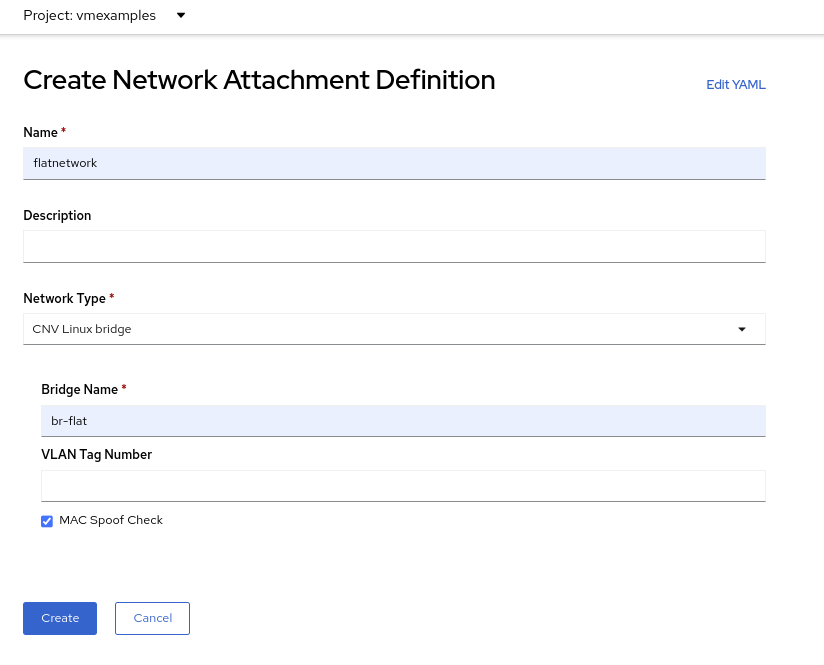 Project: vmexamples
Create Network Attachment Definition
Edit YAML
Name *
flatnetwork
Description
Network Type *
CNV Linux bridge
Bridge Name *
br-flat
VLAN Tag Number
MAC Spoof Check
Create Cancel